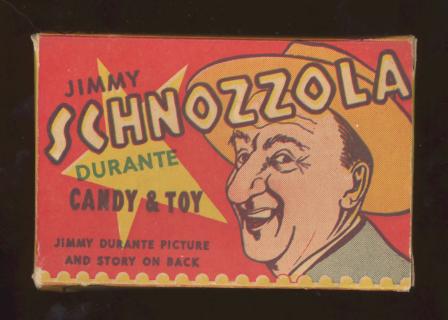 JIMMY
SCHNOZZOLA
DURANTE
CANDY & TOY
JIMMY DURANTE PICTURE
AND STORY ON BACK